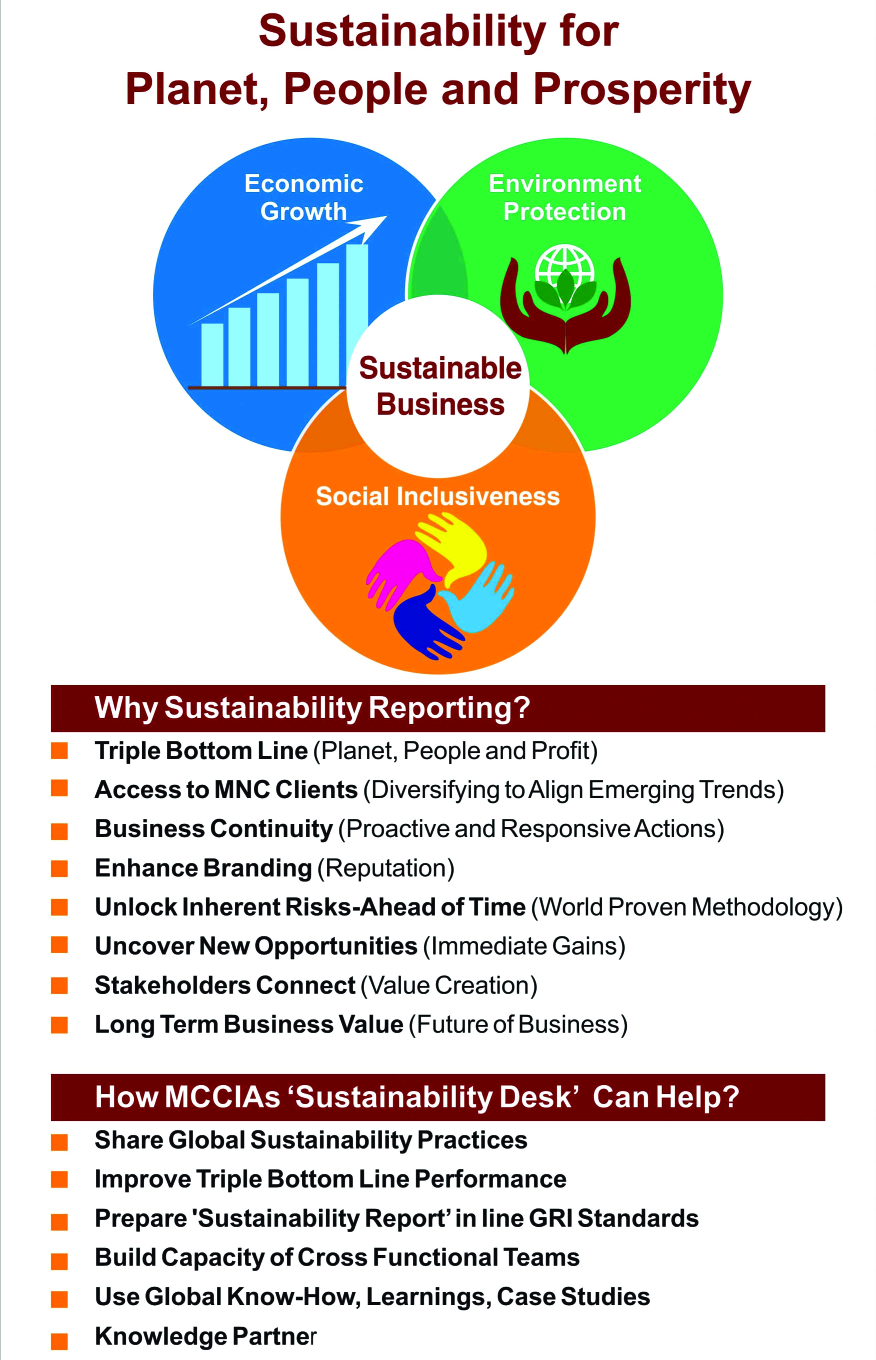 Sustainability for
Planet, People and Prosperity
Economic
Growth
Environment
Protection
Sustainable
Business
Social Inclusiveness
Why Sustainability Reporting?
Triple Bottom Line (Planet, People and Profit)
Access to MNC Clients (Diversifying to Align Emerging Trends)
Business Continuity (Proactive and Responsive Actions)
Enhance Branding (Reputation)
Unlock Inherent Risks-Ahead of Time (World Proven Methodology)
Uncover New Opportunities (Immediate Gains)
Stakeholders Connect (Value Creation)
Long Term Business Value (Future of Business)
How MCCIAs ‘Sustainability Desk’ Can Help?
Share Global Sustainability Practices
Improve Triple Bottom Line Performance
Prepare 'Sustainability Report’ in line GRI Standards
Build Capacity of Cross Functional Teams
Use Global Know-How, Learnings, Case Studies
Knowledge Partner